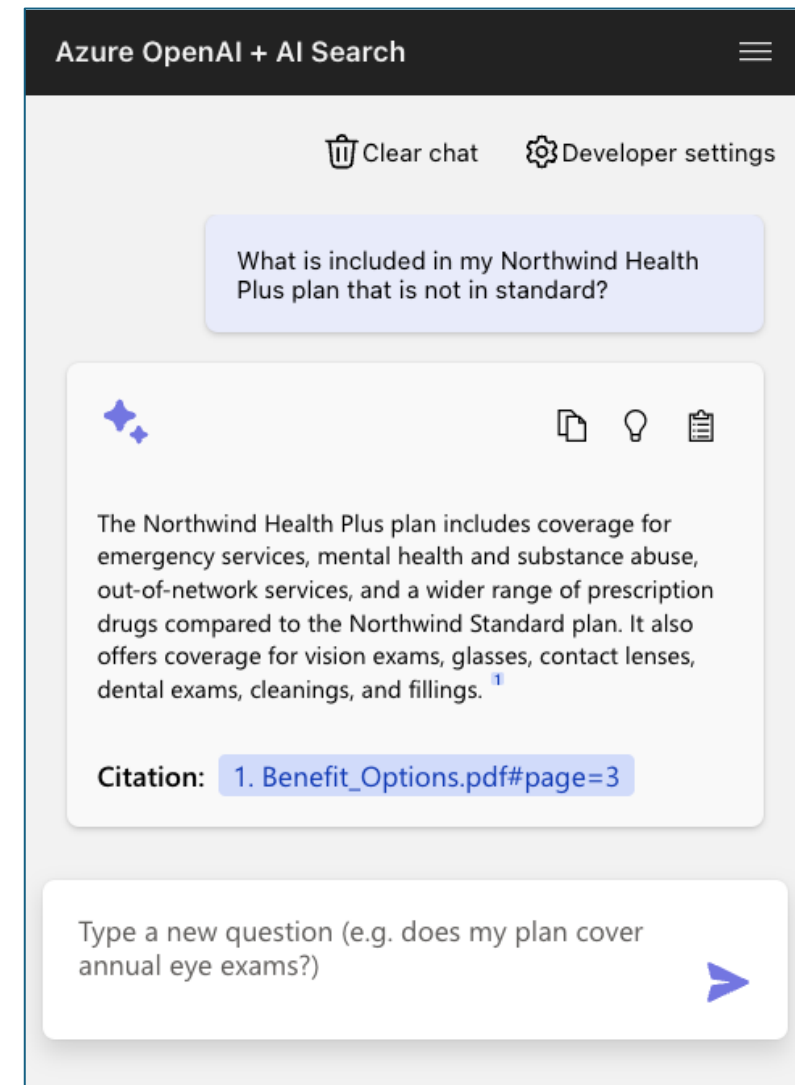 Azure OpenAI + AI Search
Clear chat
Developer settings
What is included in my Northwind Health
Plus plan that is not in standard?
The Northwind Health Plus plan includes coverage for
emergency services, mental health and substance abuse,
out-of-network services, and a wider range of prescription
drugs compared to the Northwind Standard plan. It also
offers coverage for vision exams, glasses, contact lenses,
dental exams, cleanings, and fillings. 1
Citation: 1. Benefit_Options.pdf#page=3
Type a new question (e.g. does my plan cover
annual eye exams?)